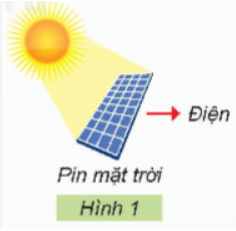 Điện
Pin mặt trời
Hình 1